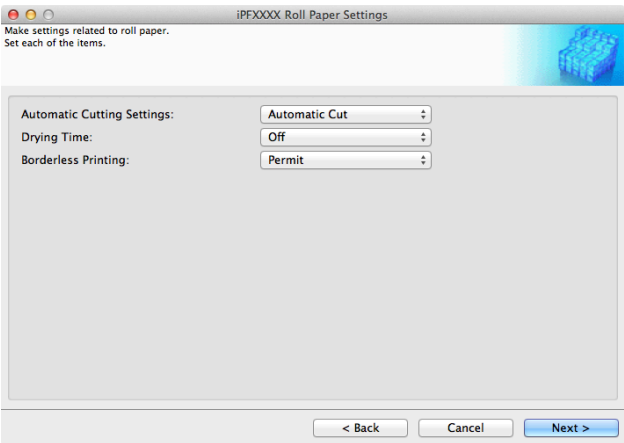 iPFXXXX Roll Paper Settings
Make settings related to roll paper.
Set each of the items.
Automatic Cutting Settings: Automatic Cut
Drying Time: Off
Borderless Printing: Permit
< Back Cancel Next >